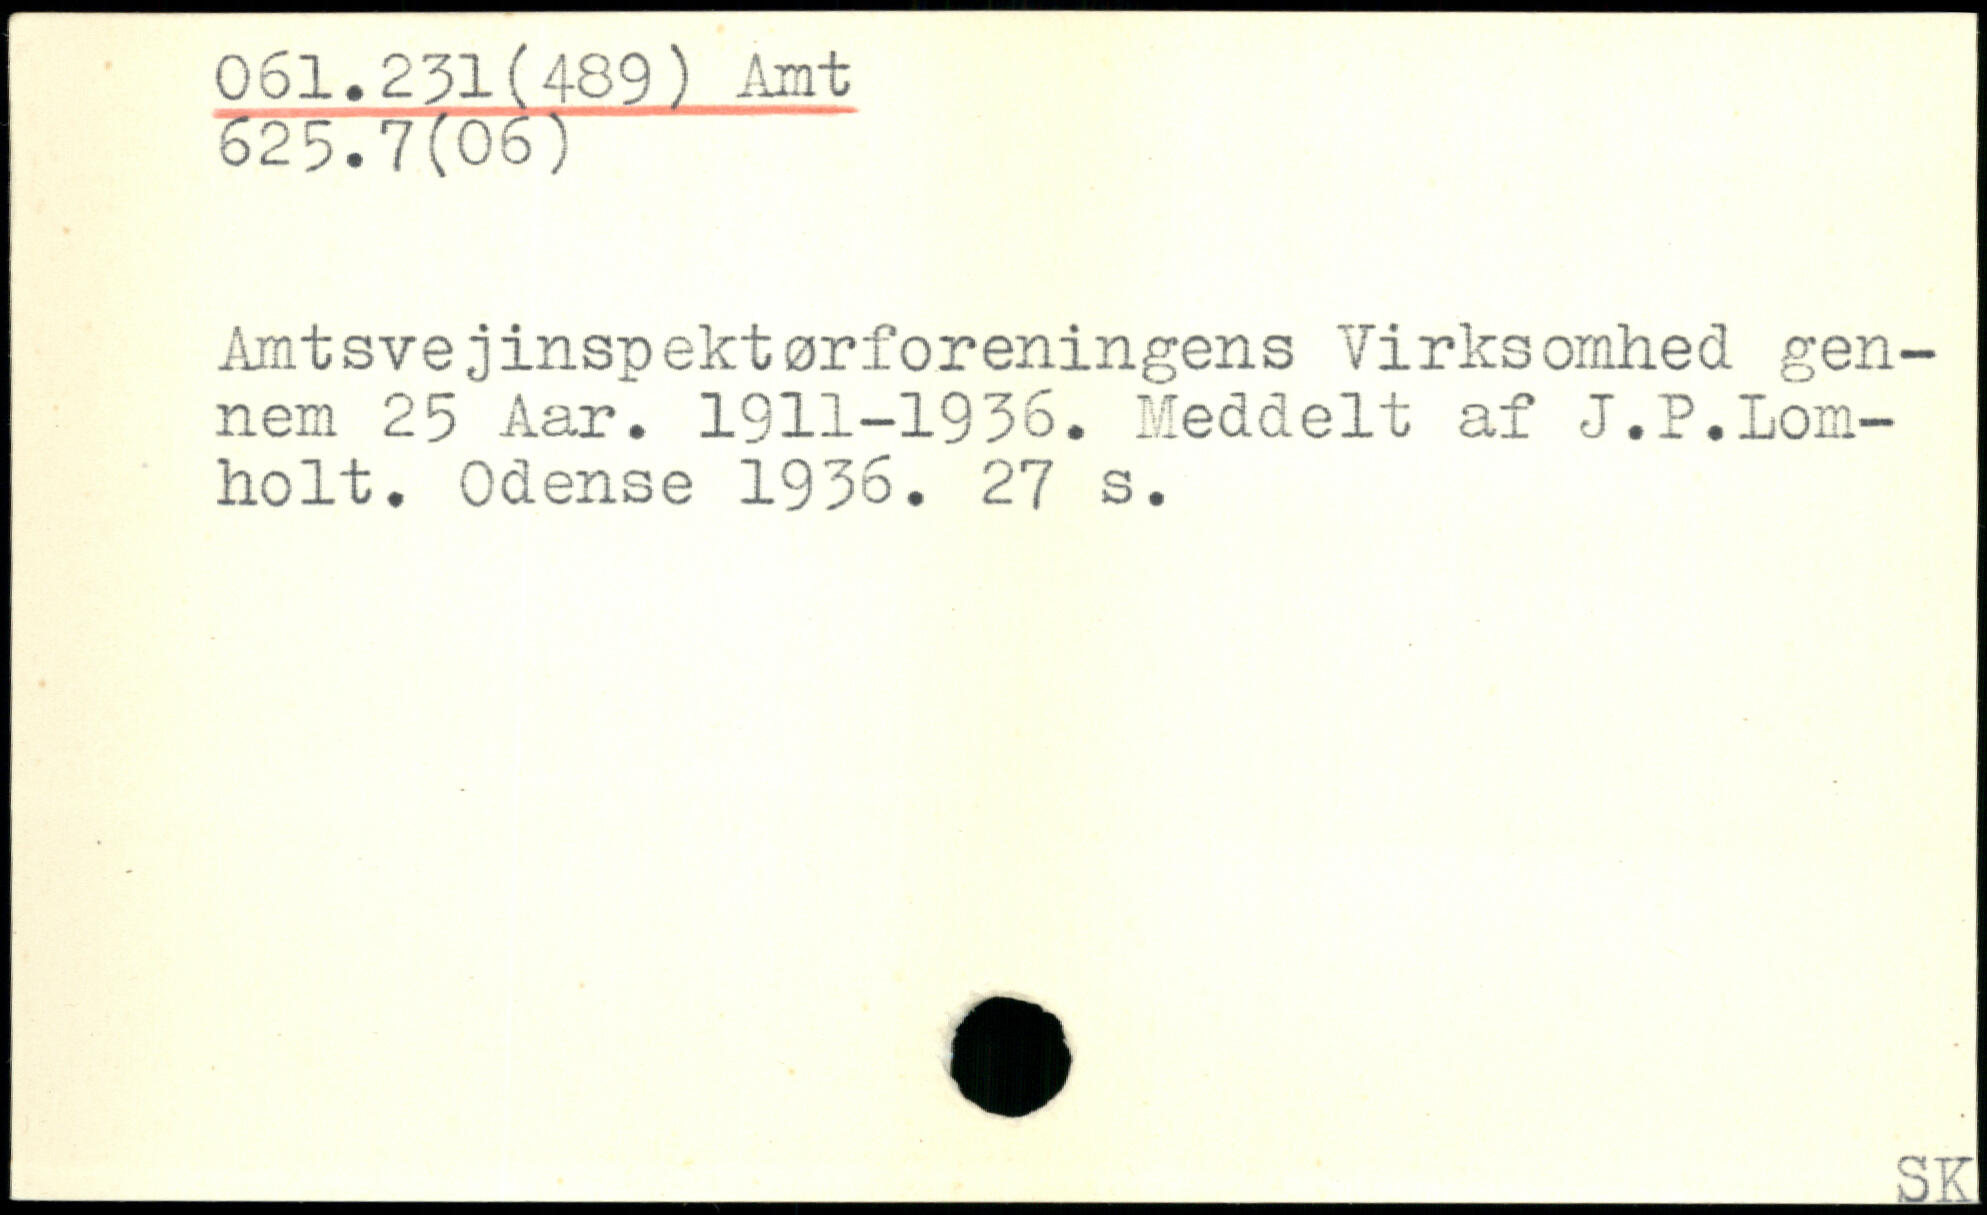 061.231(489) Amt
625.7(06)
Amtsvejinspektørforeningens Virksomhed gen-
nem 25 Aar. 1911-1936. Meddelt af J.P.Lom-
holt. Odense 1936. 27 s.
SK